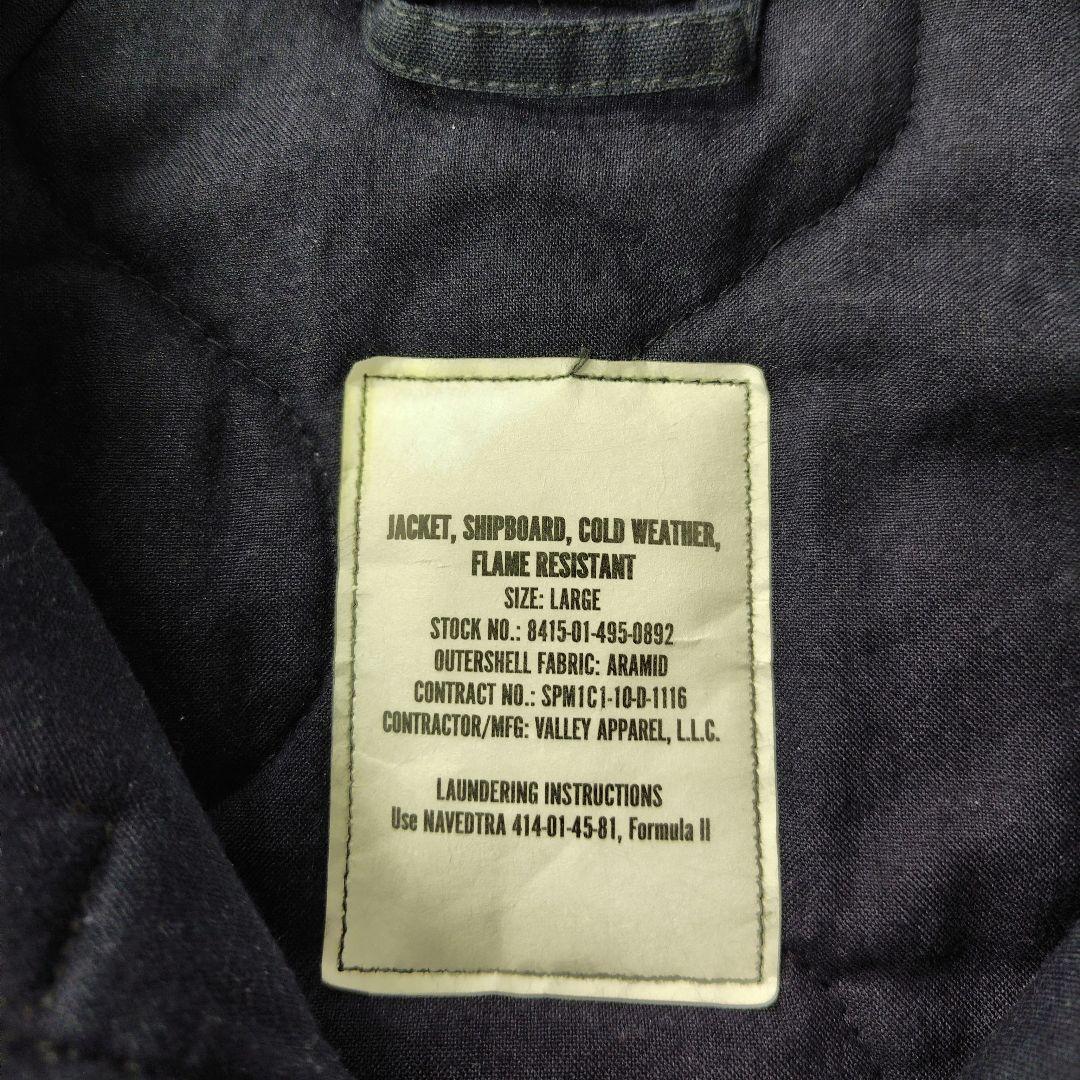 JACKET, SHIPBOARD, COLD WEATHER,
FLAME RESISTANT
SIZE: LARGE
STOCK NO.: 8415-01-495-0892
OUTERSHELL FABRIC: ARAMID
CONTRACT NO.: SPM1C1-10-D-1116
CONTRACTOR/MFG: VALLEY APPAREL, L.L.C.
LAUNDERING INSTRUCTIONS
Use NAVEDTRA 414-01-45-81, Formula II